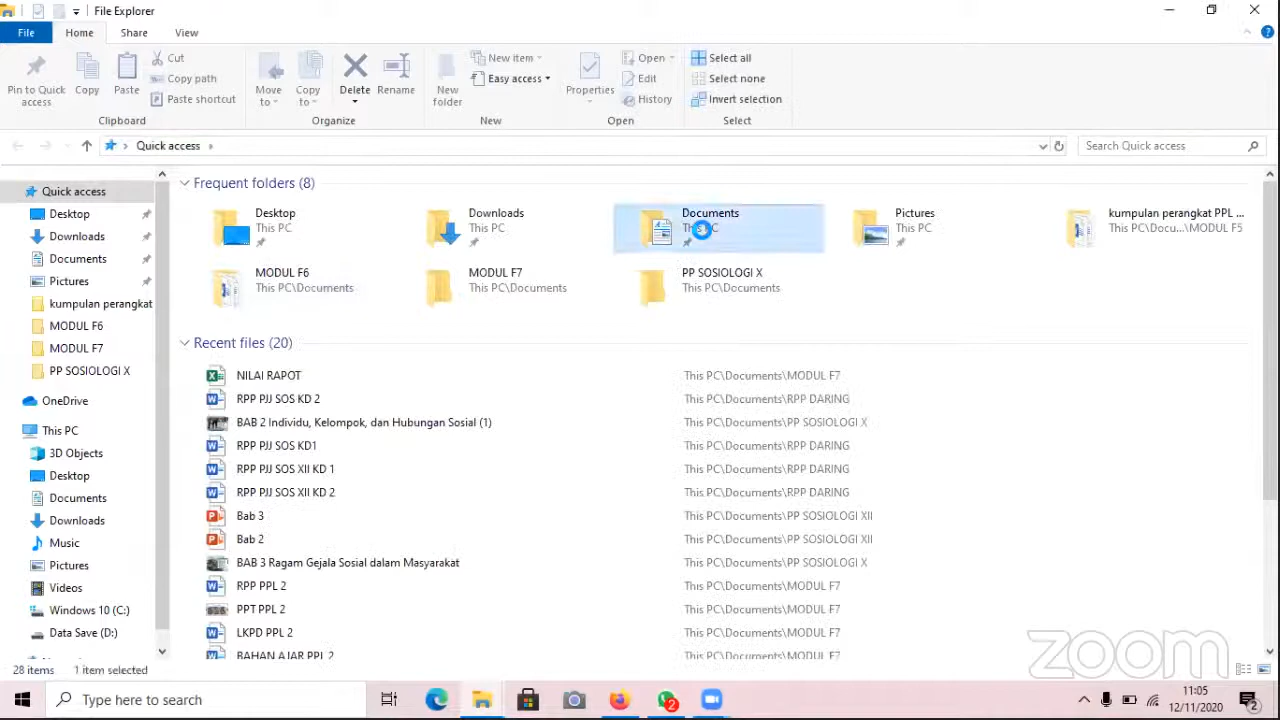 File Explorer
File Home Share View
Pin to Quick access
Copy
Paste
Cut
Copy path
Paste shortcut
Move to
Copy to
Delete
Rename
New folder
New item
Easy access
Properties
Open
Edit
History
Select all
Select none
Invert selection
Clipboard Organize New Open Select
Quick access
Search Quick access
Quick access
Desktop
Downloads
Documents
Pictures
kumpulan perangkat
MODUL F6
MODUL F7
PP SOSIOLOGI X
OneDrive
This PC
3D Objects
Desktop
Documents
Downloads
Music
Pictures
Videos
Windows 10 (C:)
Data Save (D:)
Frequent folders (8)
Desktop
This PC
Downloads
This PC
Documents
This PC
Pictures
This PC
kumpulan perangkat PPL ...
This PC\Docu...\MODUL F5
MODUL F6
This PC\Documents
MODUL F7
This PC\Documents
PP SOSIOLOGI X
This PC\Documents
Recent files (20)
NILAI RAPOT This PC\Documents\MODUL F7
RPP PJJ SOS KD 2 This PC\Documents\RPP DARING
BAB 2 Individu, Kelompok, dan Hubungan Sosial (1) This PC\Documents\PP SOSIOLOGI X
RPP PJJ SOS KD1 This PC\Documents\RPP DARING
RPP PJJ SOS XII KD 1 This PC\Documents\RPP DARING
RPP PJJ SOS XII KD 2 This PC\Documents\RPP DARING
Bab 3 This PC\Documents\PP SOSIOLOGI XII
Bab 2 This PC\Documents\PP SOSIOLOGI XII
BAB 3 Ragam Gejala Sosial dalam Masyarakat This PC\Documents\PP SOSIOLOGI X
RPP PPL 2 This PC\Documents\MODUL F7
PPT PPL 2 This PC\Documents\MODUL F7
LKPD PPL 2 This PC\Documents\MODUL F7
BAHAN AJAR PPL 2 This PC\Documents\MODUL F7
zoom
28 items 1 item selected
Type here to search
2
11:05
12/11/2020
2